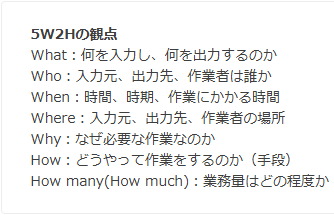 5W2Hの観点
What：何を入力し、何を出力するのか
Who：入力元、出力先、作業者は誰か
When：時間、時期、作業にかかる時間
Where：入力元、出力先、作業者の場所
Why：なぜ必要な作業なのか
How：どうやって作業をするのか（手段）
How many(How much)：業務量はどの程度か